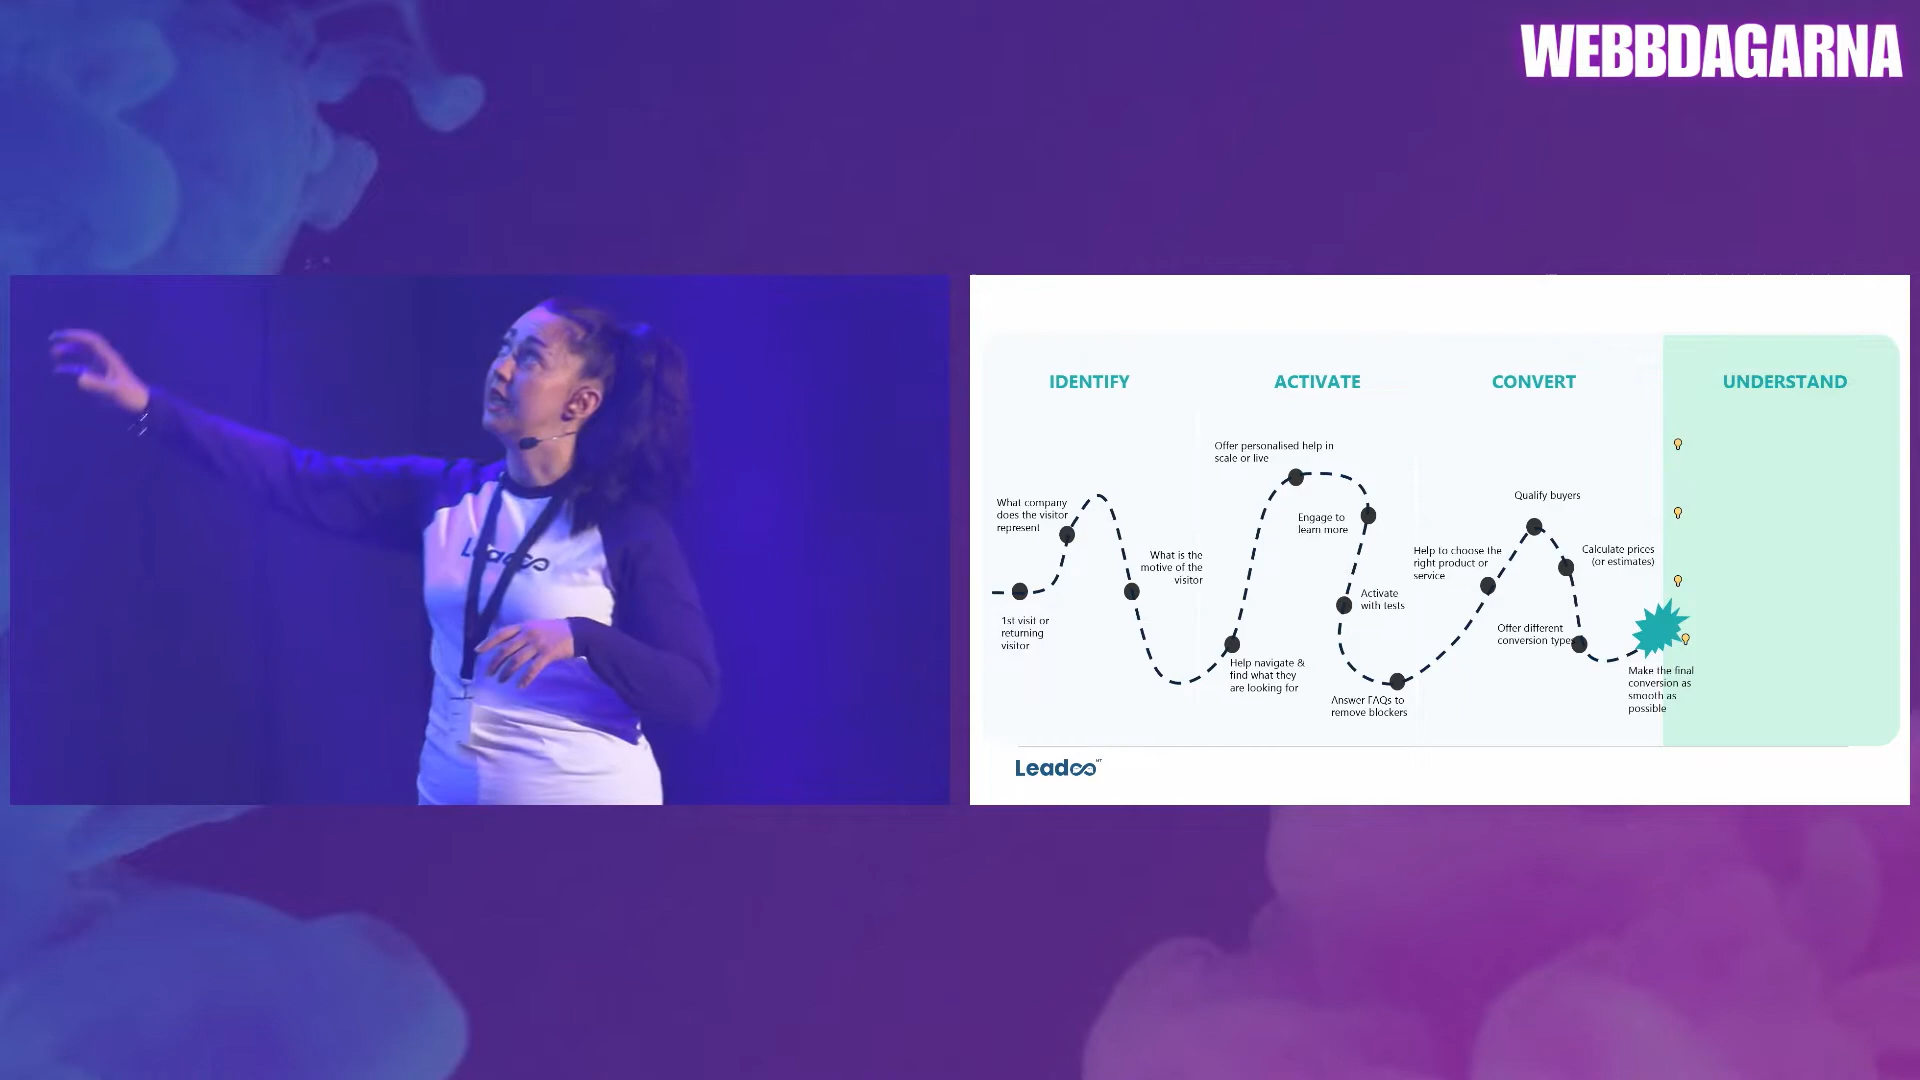 WEBBDAGARNA
Leadoo
IDENTIFY
ACTIVATE
CONVERT
UNDERSTAND
What company
does the visitor
represent
1st visit or
returning
visitor
What is the
motive of the
visitor
Offer personalised help in
scale or live
Engage to
learn more
Activate
with tests
Help navigate &
find what they
are looking for
Answer FAQs to
remove blockers
Help to choose the
right product or
service
Qualify buyers
Calculate prices
(or estimates)
Offer different
conversion types
Make the final
conversion as
smooth as
possible
Leadoo